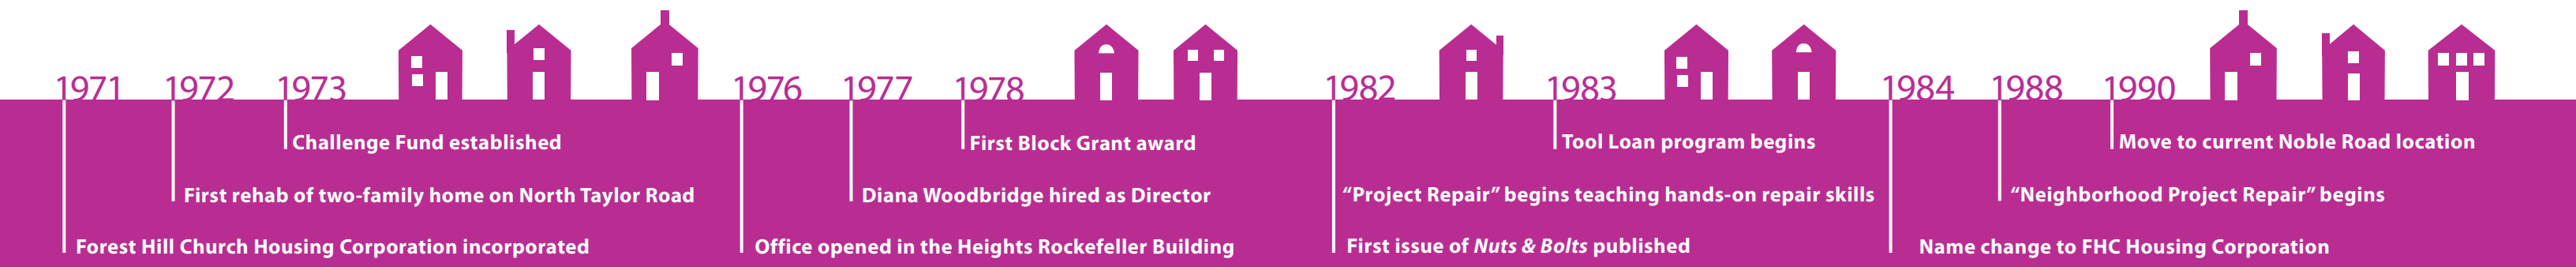 1971 1972 1973 1976 1977 1978 1982 1983 1984 1988 1990
Challenge Fund established
First Block Grant award
Tool Loan program begins
Move to current Noble Road location
First rehab of two-family home on North Taylor Road
Diana Woodbridge hired as Director
“Project Repair” begins teaching hands-on repair skills
“Neighborhood Project Repair” begins
Forest Hill Church Housing Corporation incorporated
Office opened in the Heights Rockefeller Building
First issue of Nuts & Bolts published
Name change to FHC Housing Corporation